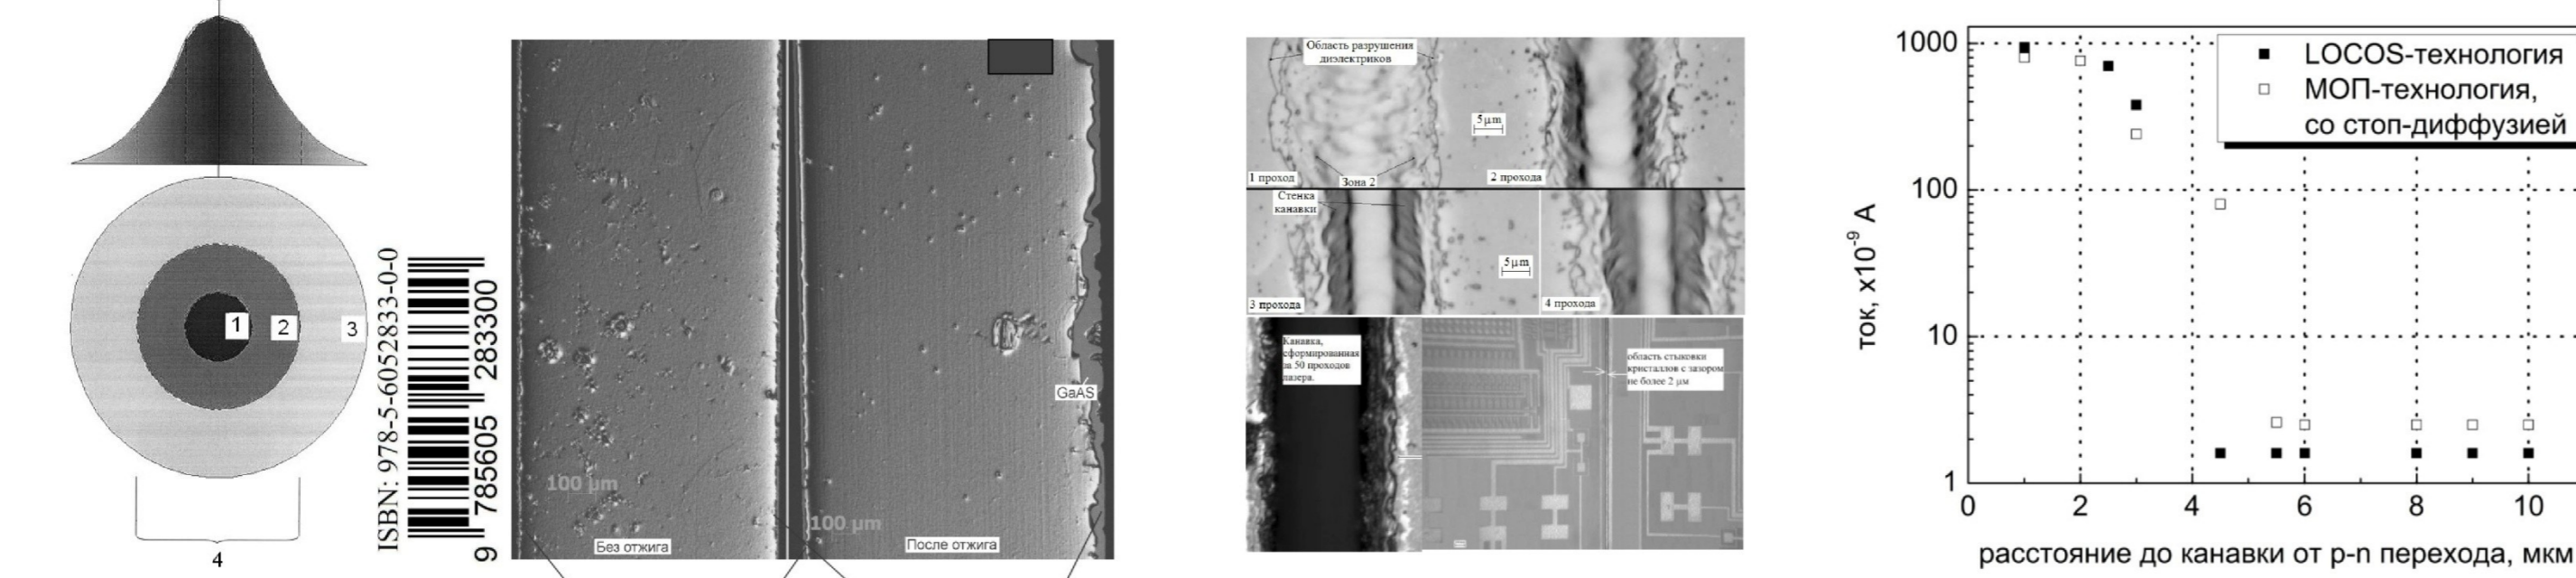 1
2
3
4
ISBN: 978-5-6052833-0-0
9 785605 283300
100 µm
Без отжига
100 µm
После отжига
GaAS
Область разрушения
диэлектриков
5µm
1 проход
Зона 2
2 прохода
Стенка
канавки
5µm
3 прохода
4 прохода
Канавка,
сформированная
за 50 проходов
лазера.
область стыковки
кристаллов с зазором
не более 2 µм
1000
100
10
1
ток, х10⁻⁹ А
LOCOS-технология
МОП-технология,
со стоп-диффузией
0 2 4 6 8 10
расстояние до канавки от p-n перехода, мкм